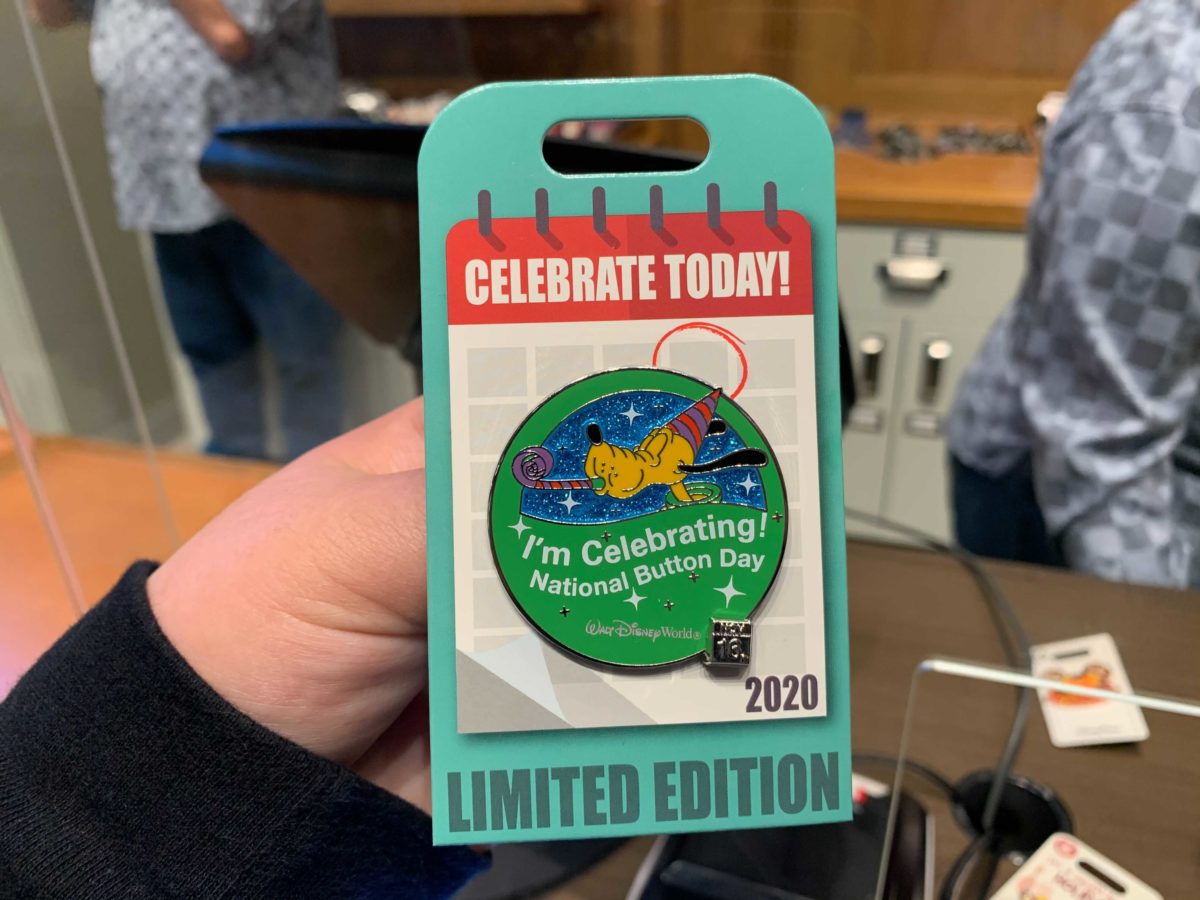 CELEBRATE TODAY!
I'm Celebrating!
National Button Day
Walt Disney World®
2020
LIMITED EDITION